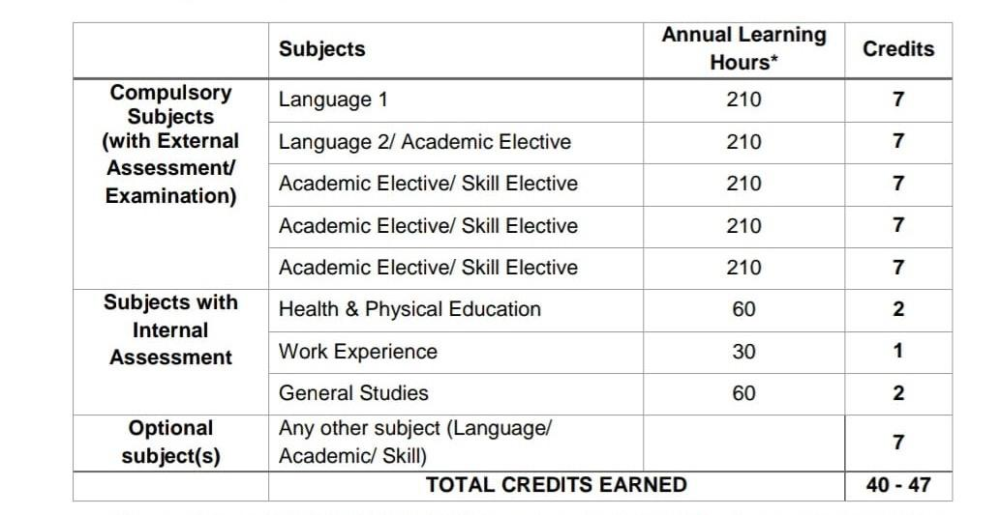 Subjects
Annual Learning
Hours*
Credits
Compulsory
Subjects
(with External
Assessment/
Examination)
Language 1
210
7
Language 2/ Academic Elective
210
7
Academic Elective/ Skill Elective
210
7
Academic Elective/ Skill Elective
210
7
Academic Elective/ Skill Elective
210
7
Subjects with
Internal
Assessment
Health & Physical Education
60
2
Work Experience
30
1
General Studies
60
2
Optional
subject(s)
Any other subject (Language/
Academic/ Skill)
7
TOTAL CREDITS EARNED
40 - 47